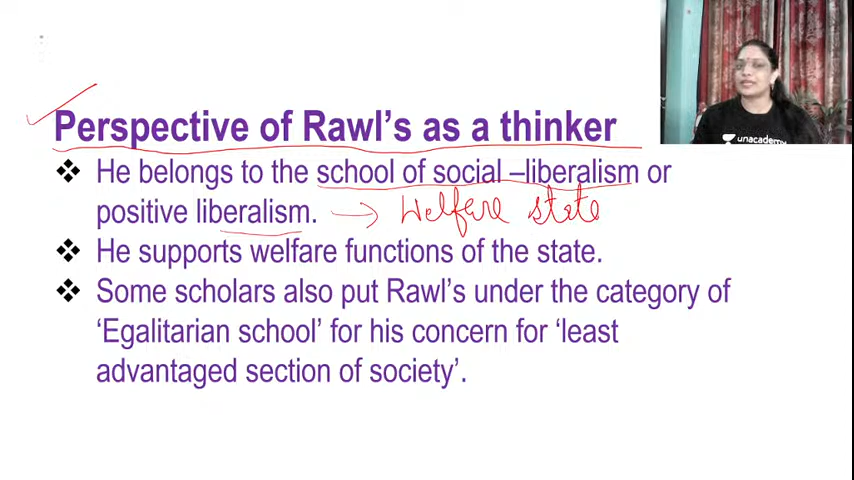 Perspective of Rawl's as a thinker
unacademy
❖ He belongs to the school of social –liberalism or
positive liberalism. → Welfare state
❖ He supports welfare functions of the state.
❖ Some scholars also put Rawl's under the category of
'Egalitarian school' for his concern for 'least
advantaged section of society'.